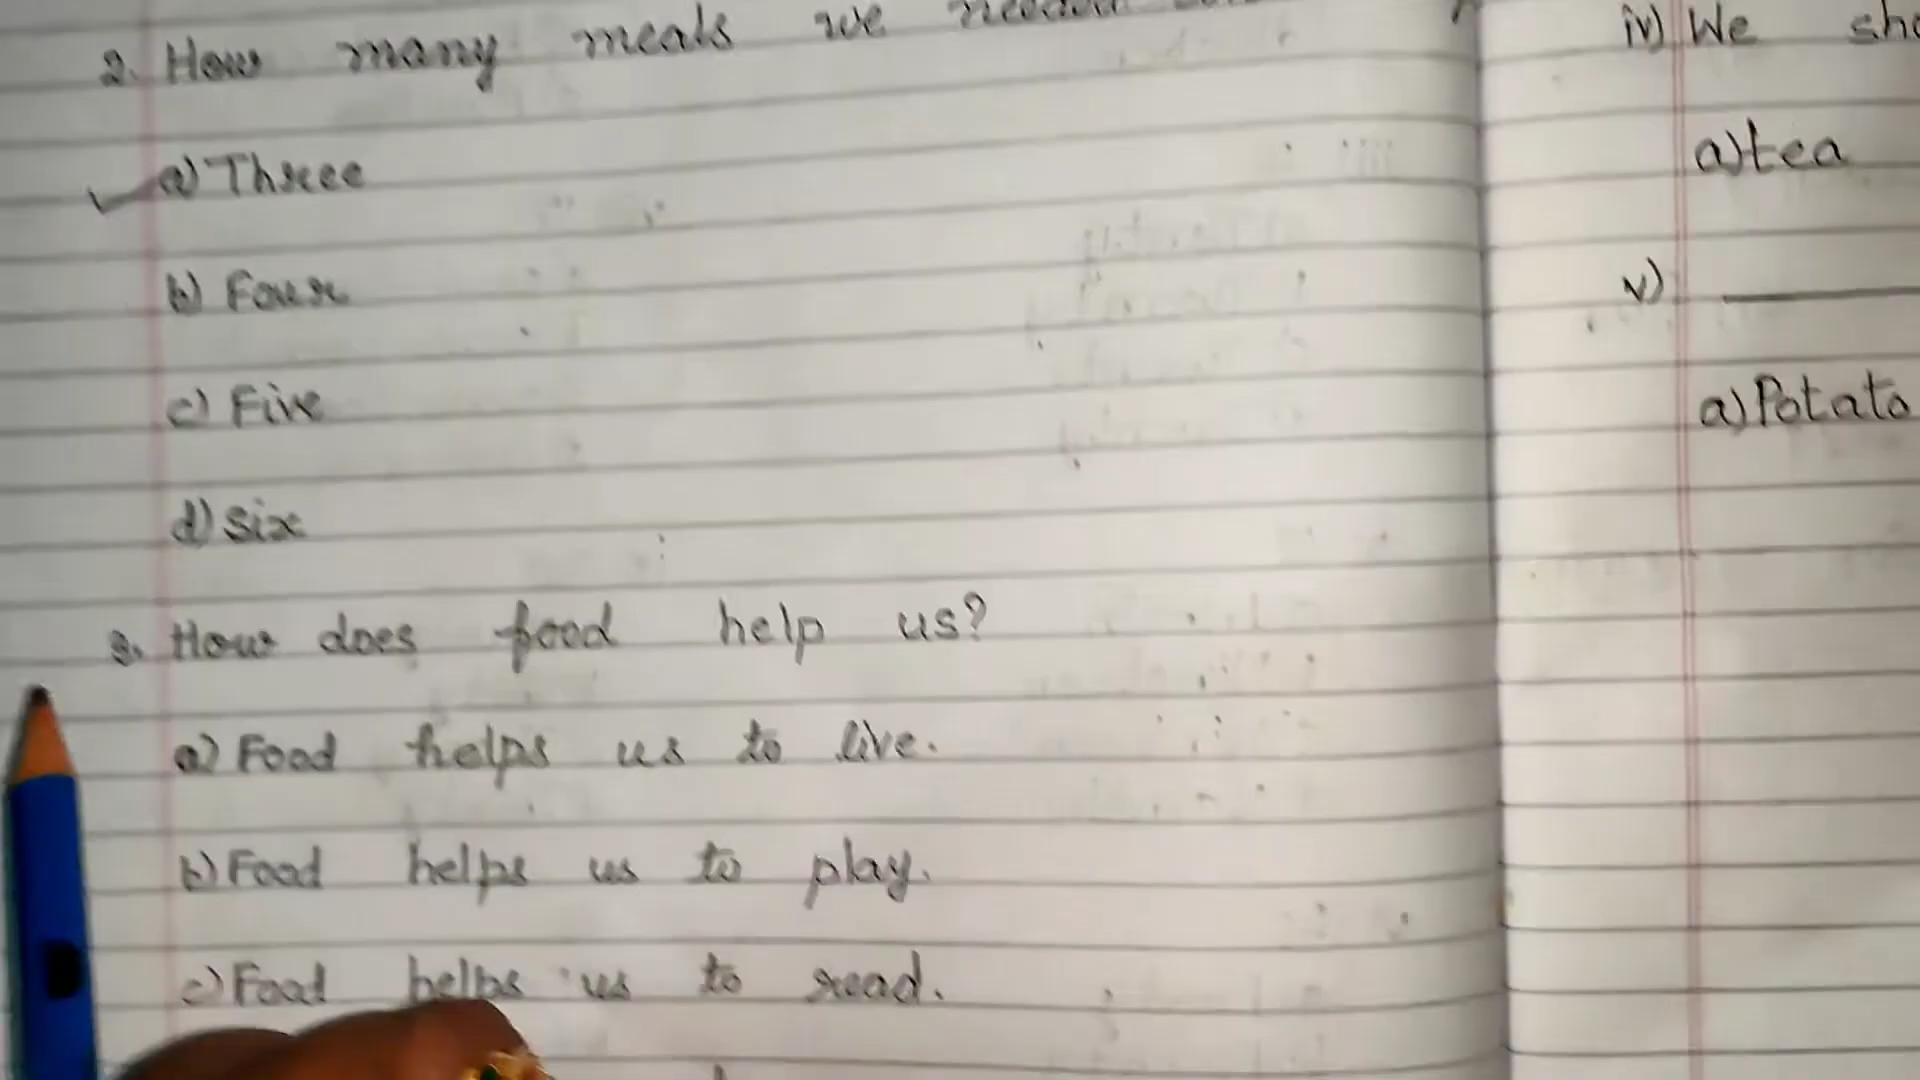 2. How many meals we needed
a) Three
b) Four
c) Five
d) six
3. How does food help us?
a) Food helps us to live.
b) Food helps us to play.
c) Food helps us to read.
iv) We
a) tea
v)
a) Potato